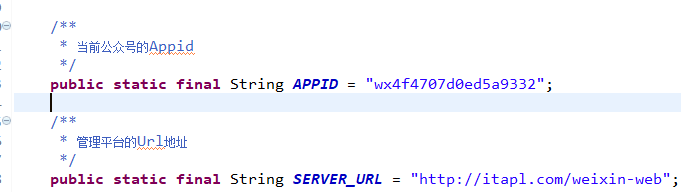 /**
* 当前公众号的Appid
*/
public static final String APPID = "wx4f4707d0ed5a9332";
/**
* 管理平台的Url地址
*/
public static final String SERVER_URL = "http://itapl.com/weixin-web";